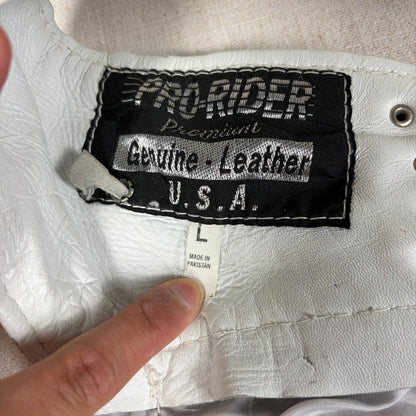 PRO-RIDER
Premium
Genuine - Leather
U.S.A.
L
MADE IN
PAKISTAN